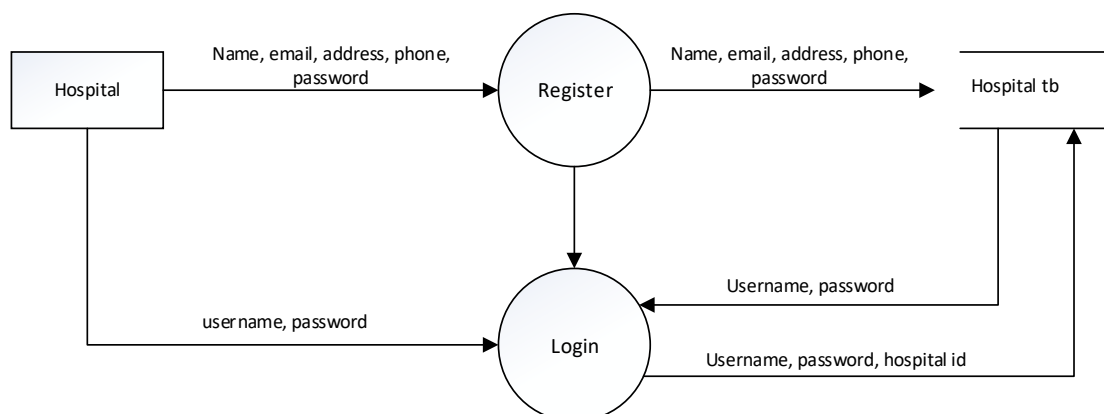 Name, email, address, phone,
password
Name, email, address, phone,
password
Hospital
Register
Hospital tb
Username, password
username, password
Login
Username, password, hospital id